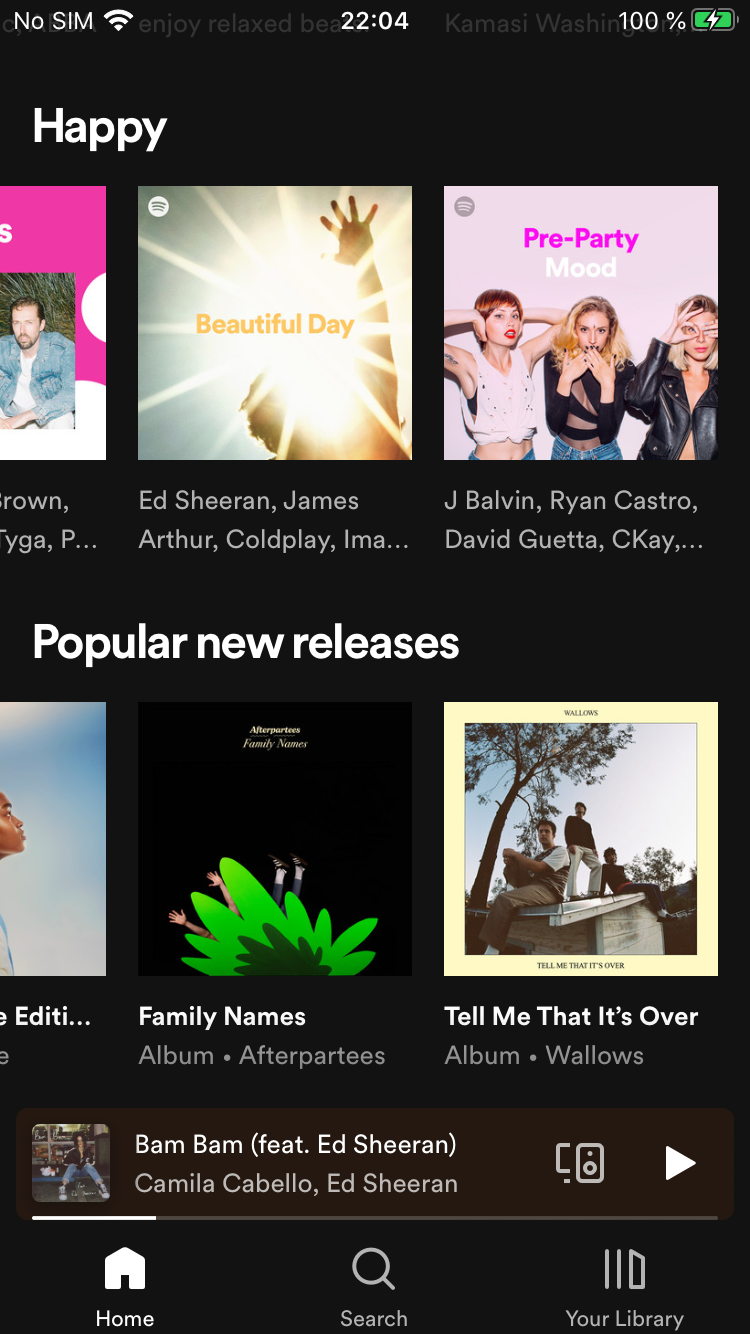 No SIM 22:04 100 %
enjoy relaxed bea
Kamasi Washington,
Happy
s
Beautiful Day
Pre-Party
Mood
Brown,
Tyga, P...
Ed Sheeran, James
Arthur, Coldplay, Ima...
J Balvin, Ryan Castro,
David Guetta, CKay,...
Popular new releases
Afterpartees
Family Names
WALLOWS
TELL ME THAT IT'S OVER
e Editi...
e
Family Names
Album • Afterpartees
Tell Me That It’s Over
Album • Wallows
Bam Bam (feat. Ed Sheeran)
Camila Cabello, Ed Sheeran
Home
Search
Your Library